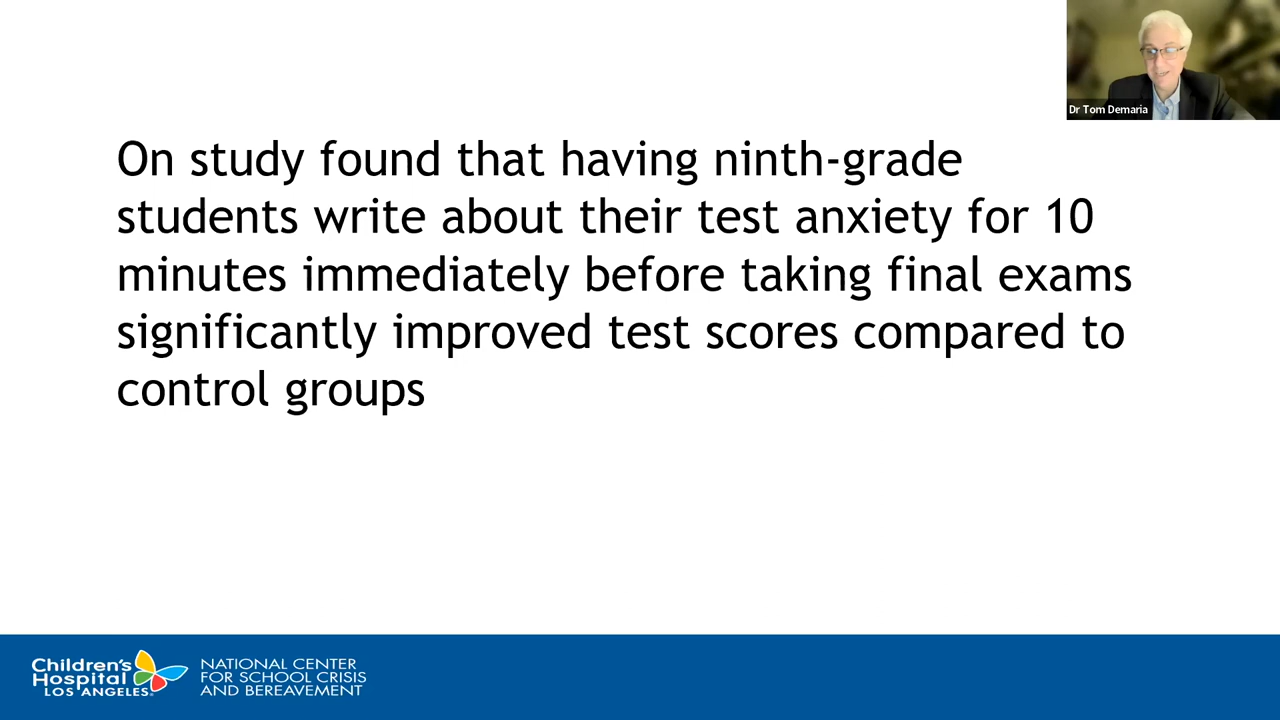 Dr Tom Demaria
On study found that having ninth-grade
students write about their test anxiety for 10
minutes immediately before taking final exams
significantly improved test scores compared to
control groups
Children's
Hospital
LOS ANGELES
NATIONAL CENTER
FOR SCHOOL CRISIS
AND BEREAVEMENT